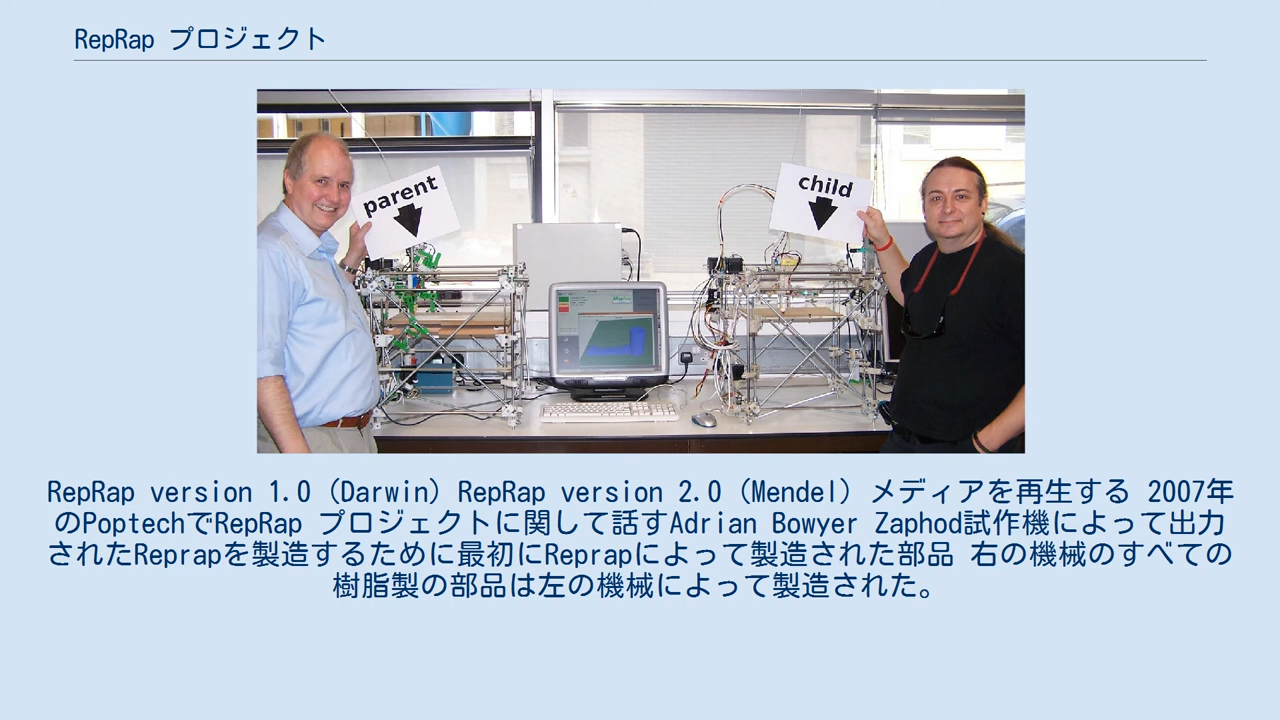 RepRap プロジェクト
parent
child
RepRap version 1.0 (Darwin) RepRap version 2.0 (Mendel) メディアを再生する 2007年
のPoptechでRepRap プロジェクトに関して話すAdrian Bowyer Zaphod試作機によって出力
されたReprapを製造するために最初にReprapによって製造された部品 右の機械のすべての
樹脂製の部品は左の機械によって製造された。